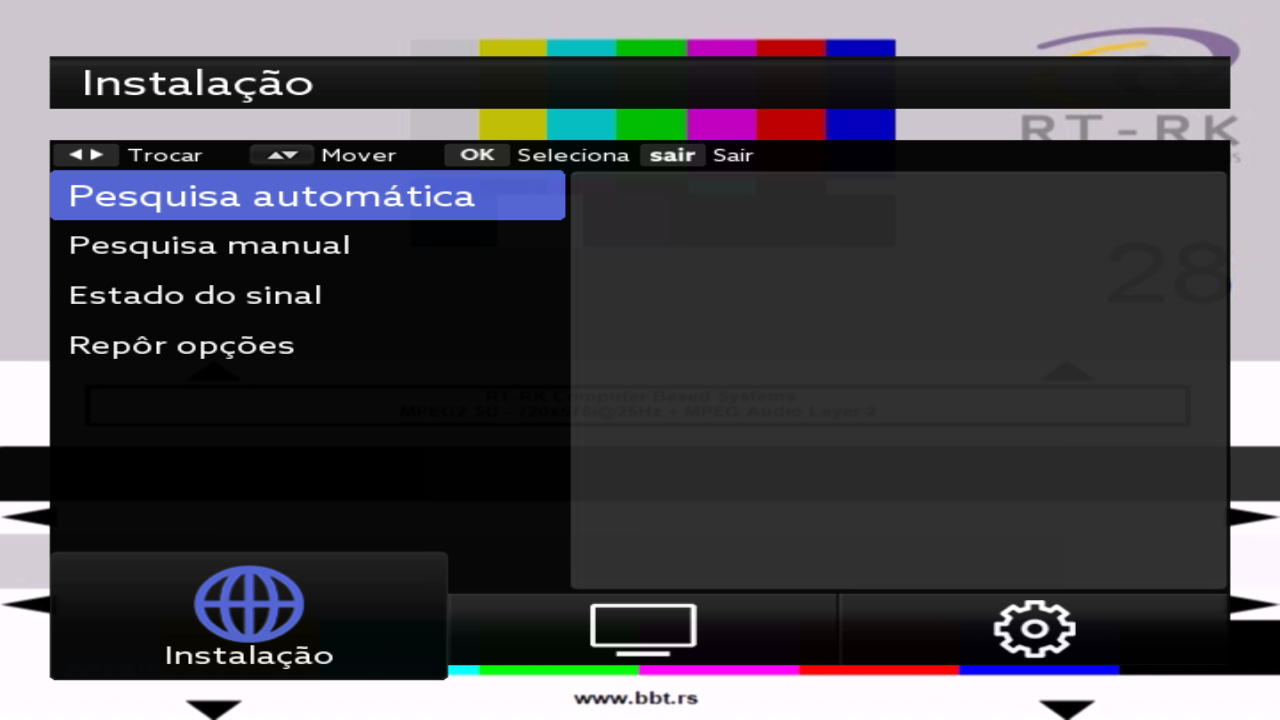 Instalação
RT-RK
Trocar
Mover
OK Seleciona
sair Sair
Pesquisa automática
Pesquisa manual
Estado do sinal
Repôr opções
28
RT-RK Computer Based Systems
MPEG2 SD - 720x576i@25Hz + MPEG Audio Layer 2
Instalação
www.bbt.rs